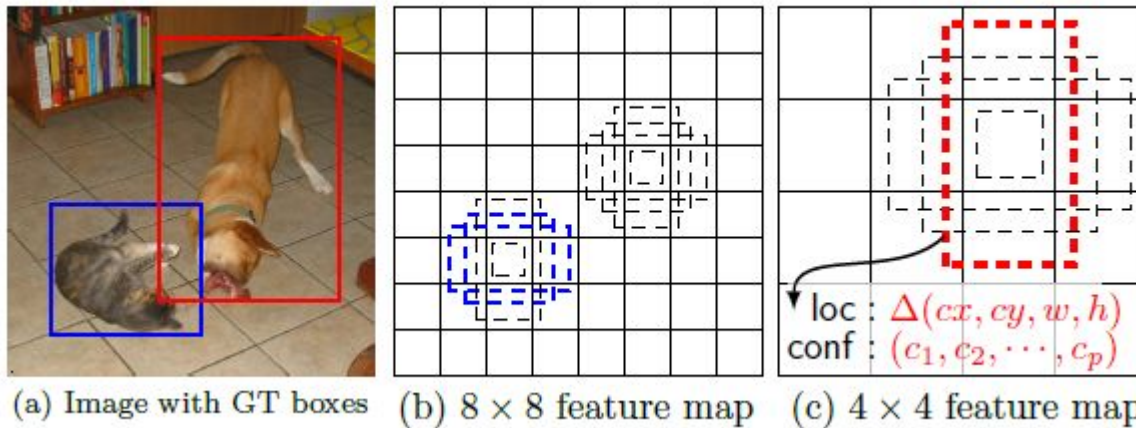 loc : Δ(cx, cy, w, h)
conf : (c₁, c₂, ⋯, cₚ)
(a) Image with GT boxes
(b) 8 × 8 feature map
(c) 4 × 4 feature map